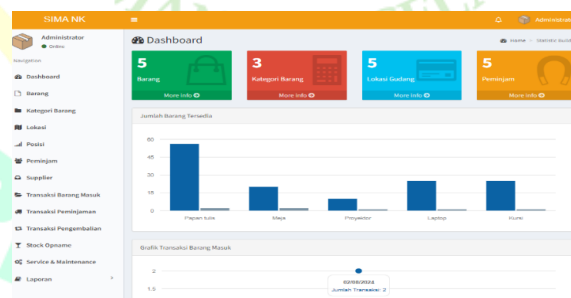 SIMA NK
Administrator
Administrator
Online
Navigation
Dashboard
Barang
Kategori Barang
Lokasi
Posisi
Peminjam
Supplier
Transaksi Barang Masuk
Transaksi Peminjaman
Transaksi Pengembalian
Stock Opname
Service & Maintenance
Laporan
Dashboard
Home
5
Barang
More Info
3
Kategori Barang
More Info
5
Lokasi Gudang
More Info
5
Peminjam
More Info
Jumlah Barang Tersedia
60
45
30
15
0
Papan tulis
Meja
Proyektor
Laptop
Kursi
Grafik Transaksi Barang Masuk
2
1.5
02/08/2024
Jumlah Transaksi: 2